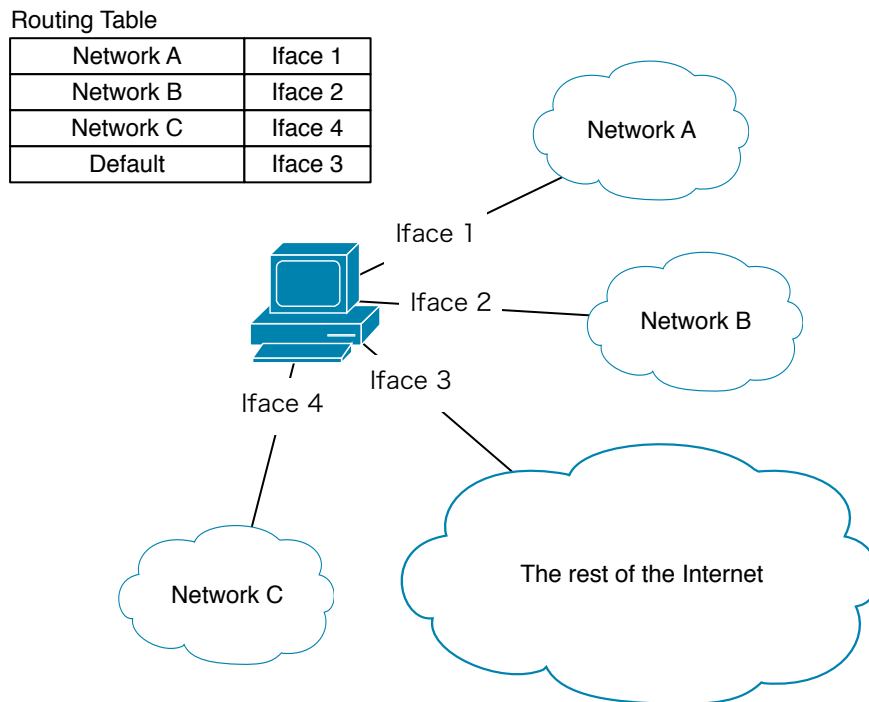 Routing Table
Network A Iface 1
Network B Iface 2
Network C Iface 4
Default Iface 3
Network A
Iface 1
Iface 2
Network B
Iface 3
Iface 4
The rest of the Internet
Network C